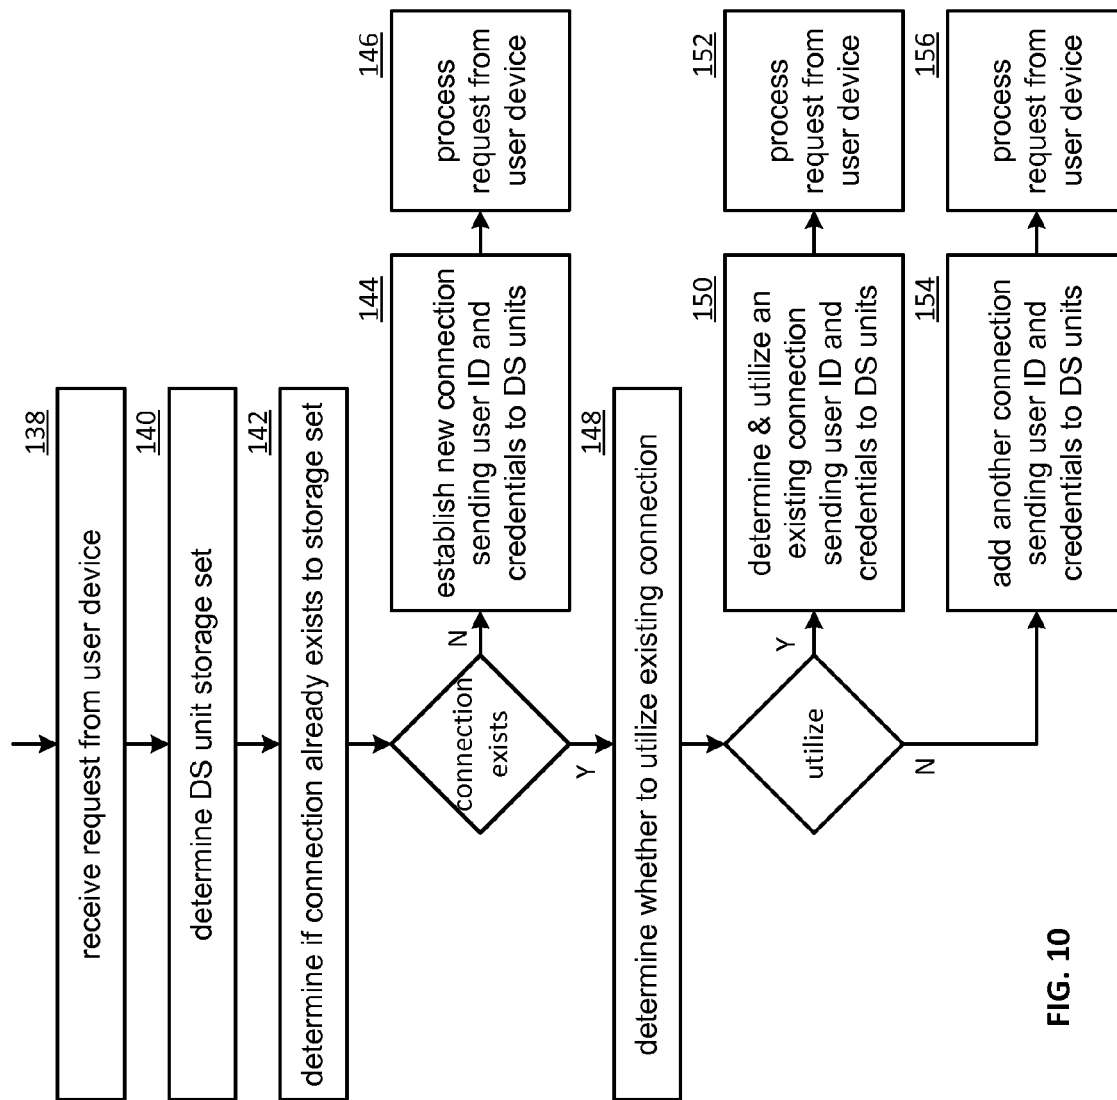 138
receive request from user device
140
determine DS unit storage set
142
determine if connection already exists to storage set
connection
exists
N
Y
144
establish new connection
sending user ID and
credentials to DS units
146
process
request from
user device
148
determine whether to utilize existing connection
utilize
Y
N
150
determine & utilize an
existing connection
sending user ID and
credentials to DS units
152
process
request from
user device
154
add another connection
sending user ID and
credentials to DS units
156
process
request from
user device
FIG. 10